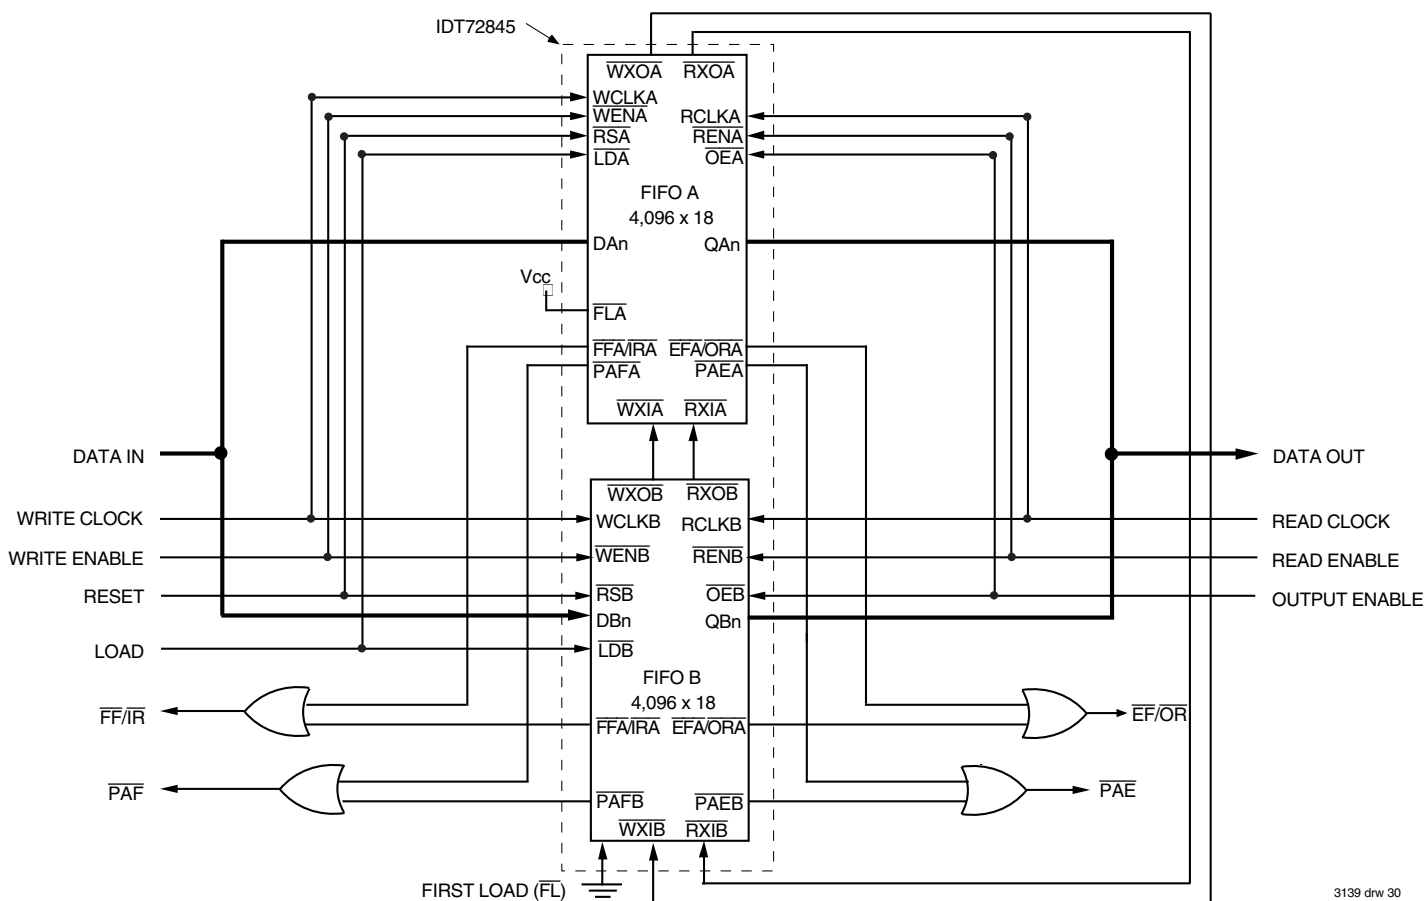 IDT72845
WXOA RXOA
WCLKA
WENA
RSA
LDA
RCLKA
RENA
OEA
FIFO A
4,096 x 18
DAn
QAn
Vcc
FLA
FFA/IRA
EFA/ORA
PAFA
PAEA
WXIA RXIA
DATA IN
DATA OUT
WXOB RXOB
WRITE CLOCK
WCLKB
RCLKB
READ CLOCK
WRITE ENABLE
WENB
RENB
READ ENABLE
RESET
RSB
OEB
OUTPUT ENABLE
DBn
QBn
LOAD
LDB
FIFO B
4,096 x 18
FF/IR
FFA/IRA
EFA/ORA
EF/OR
PAF
PAFB
PAEB
PAE
WXIB RXIB
FIRST LOAD (FL)
3139 drw 30